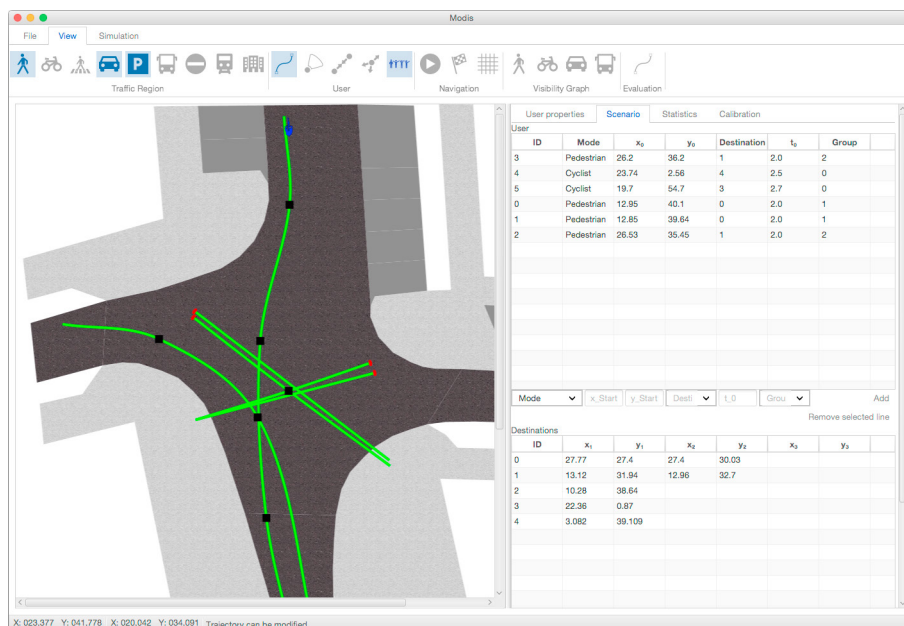 Modis
File View Simulation
Traffic Region User Navigation Visibility Graph Evaluation
P
User properties Scenario Statistics Calibration
User
ID Mode x₀ y₀ Destination t₀ Group
3 Pedestrian 26.2 36.2 1 2.0 2
4 Cyclist 23.74 2.56 4 2.5 0
5 Cyclist 19.7 54.7 3 2.7 0
0 Pedestrian 12.95 40.1 0 2.0 1
1 Pedestrian 12.85 39.64 0 2.0 1
2 Pedestrian 26.53 35.45 1 2.0 2
Mode x_Start y_Start Desti t_0 Grou Add
Remove selected line
Destinations
ID x₁ y₁ x₂ y₂ x₃ y₃
0 27.77 27.4 27.4 30.03
1 13.12 31.94 12.96 32.7
2 10.28 38.64
3 22.36 0.87
4 3.082 39.109
X: 023,377 Y: 041,778 X: 020,042 Y: 034,091 Trajectory can be modified